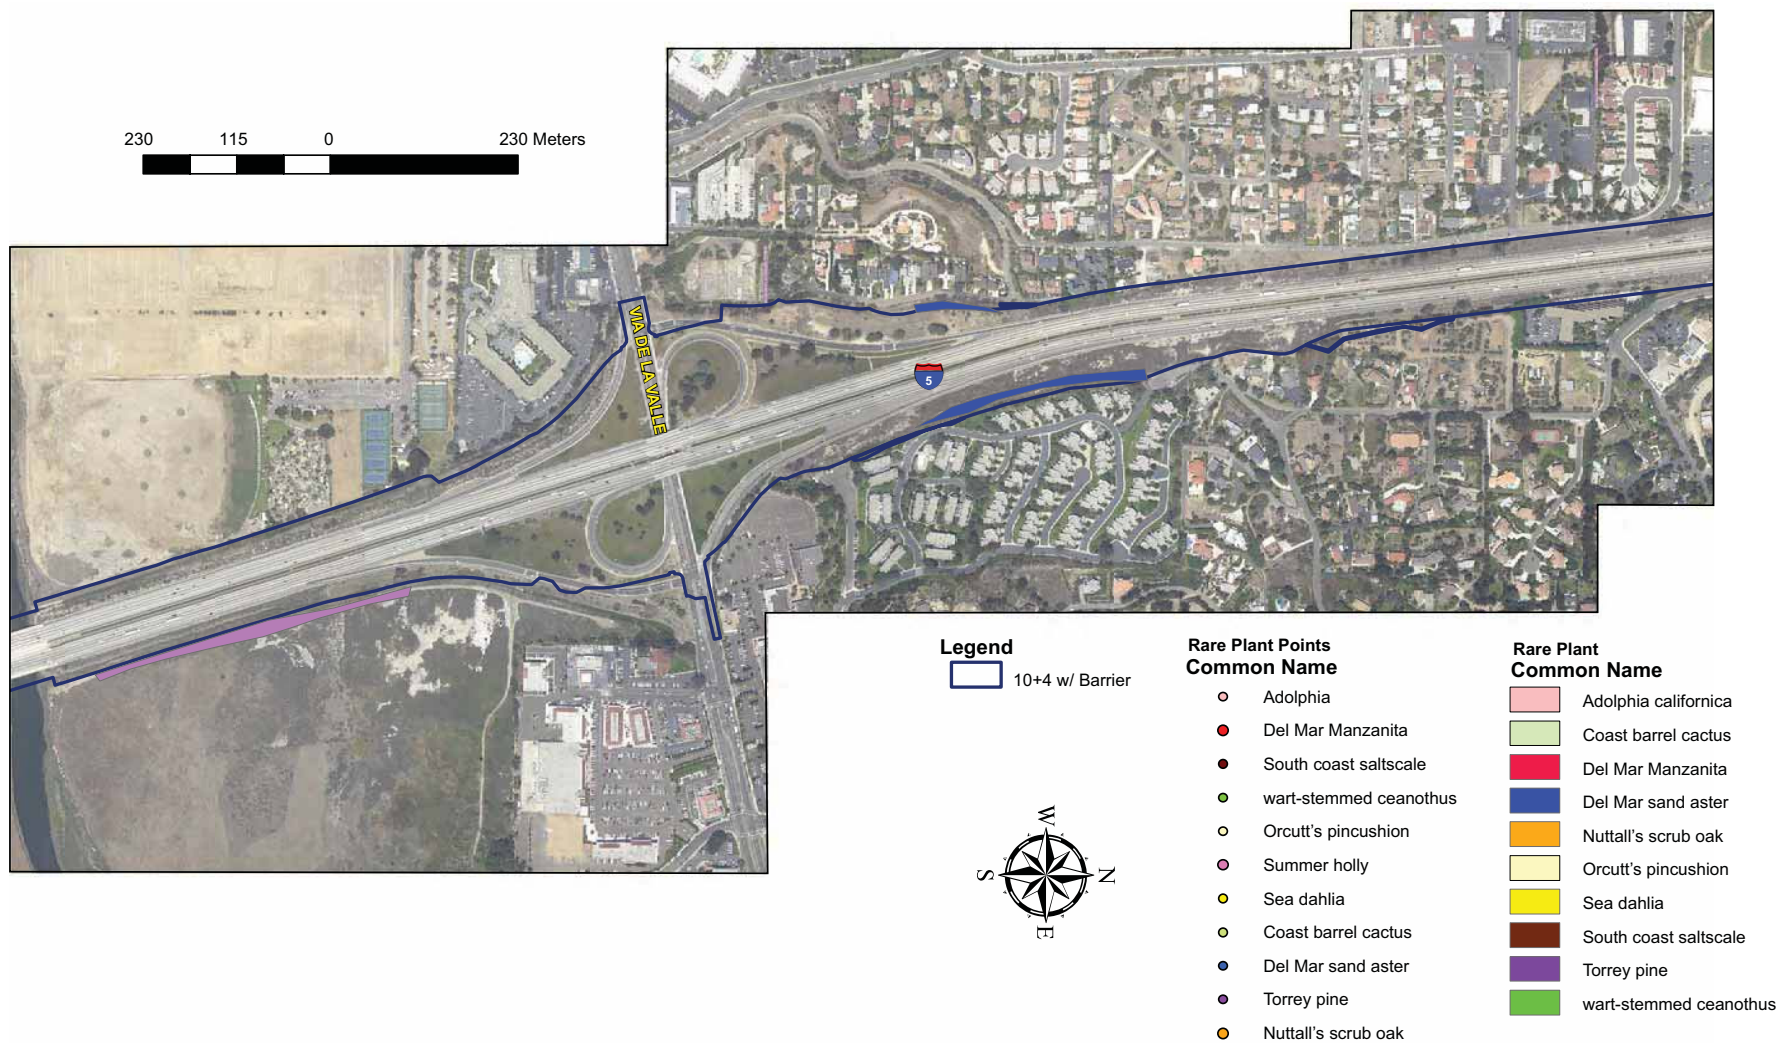 230 115 0 230 Meters
VIA DE LA VALLE
5
Legend
10+4 w/ Barrier
Rare Plant Points
Common Name
Adolphia
Del Mar Manzanita
South coast saltscale
wart-stemmed ceanothus
Orcutt's pincushion
Summer holly
Sea dahlia
Coast barrel cactus
Del Mar sand aster
Torrey pine
Nuttall's scrub oak
Rare Plant
Common Name
Adolphia californica
Coast barrel cactus
Del Mar Manzanita
Del Mar sand aster
Nuttall's scrub oak
Orcutt's pincushion
Sea dahlia
South coast saltscale
Torrey pine
wart-stemmed ceanothus
W
S N
E